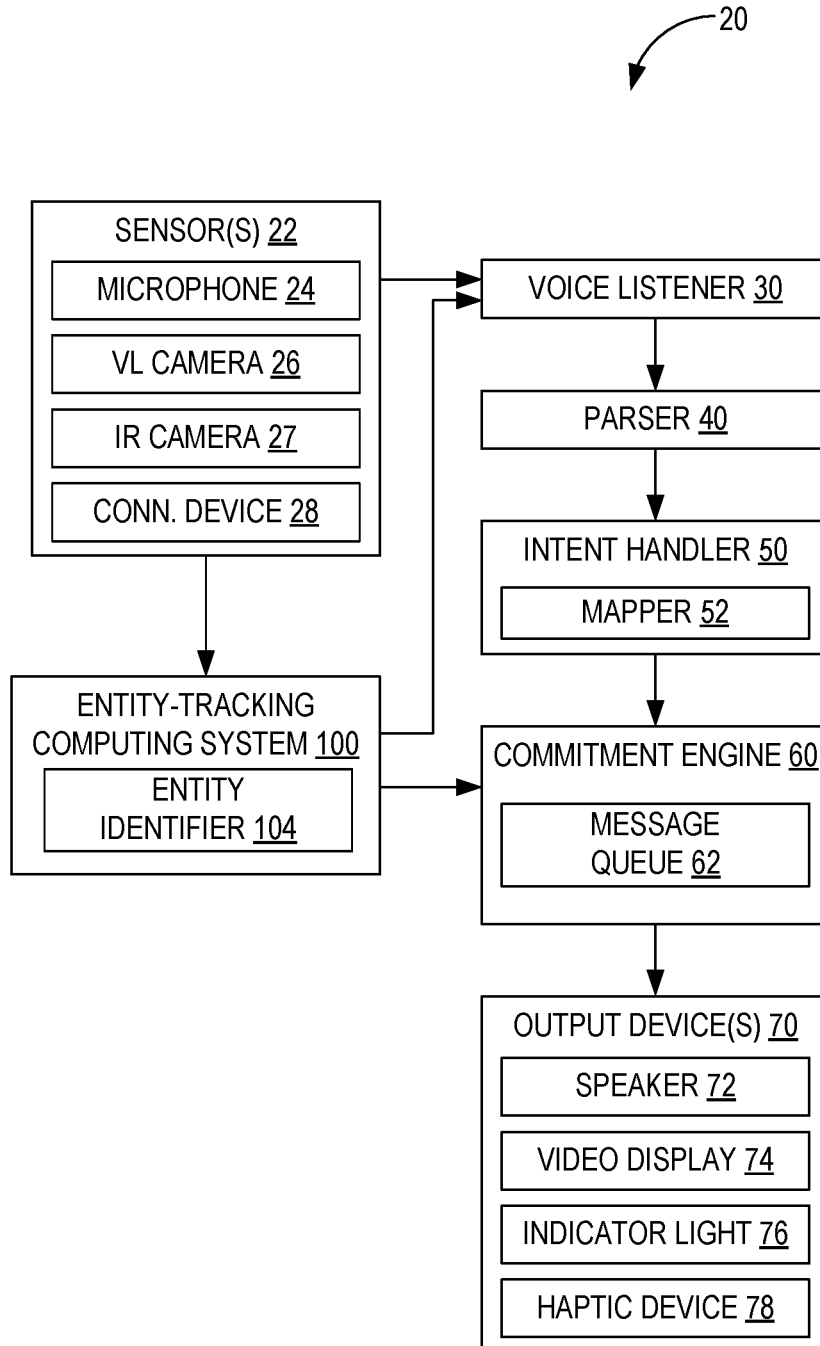 20
SENSOR(S) 22
MICROPHONE 24
VL CAMERA 26
IR CAMERA 27
CONN. DEVICE 28
ENTITY-TRACKING
COMPUTING SYSTEM 100
ENTITY
IDENTIFIER 104
VOICE LISTENER 30
PARSER 40
INTENT HANDLER 50
MAPPER 52
COMMITMENT ENGINE 60
MESSAGE
QUEUE 62
OUTPUT DEVICE(S) 70
SPEAKER 72
VIDEO DISPLAY 74
INDICATOR LIGHT 76
HAPTIC DEVICE 78